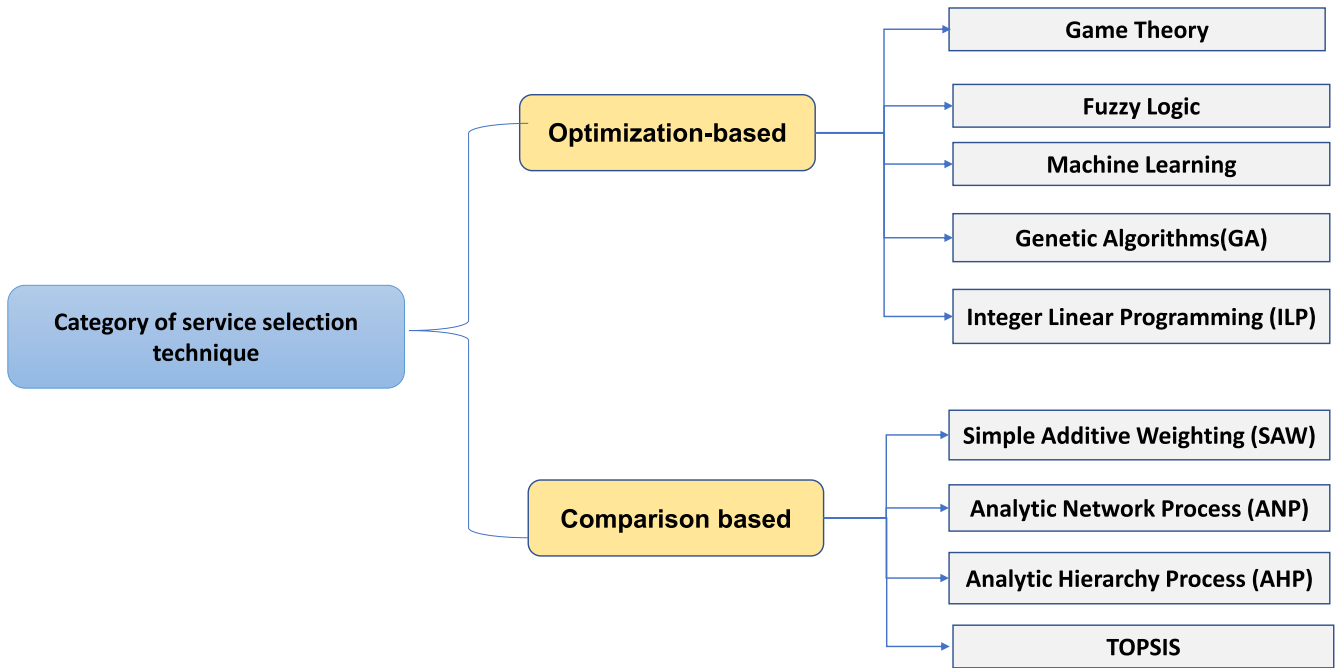 Category of service selection
technique
Optimization-based
Game Theory
Fuzzy Logic
Machine Learning
Genetic Algorithms(GA)
Integer Linear Programming (ILP)
Comparison based
Simple Additive Weighting (SAW)
Analytic Network Process (ANP)
Analytic Hierarchy Process (AHP)
TOPSIS